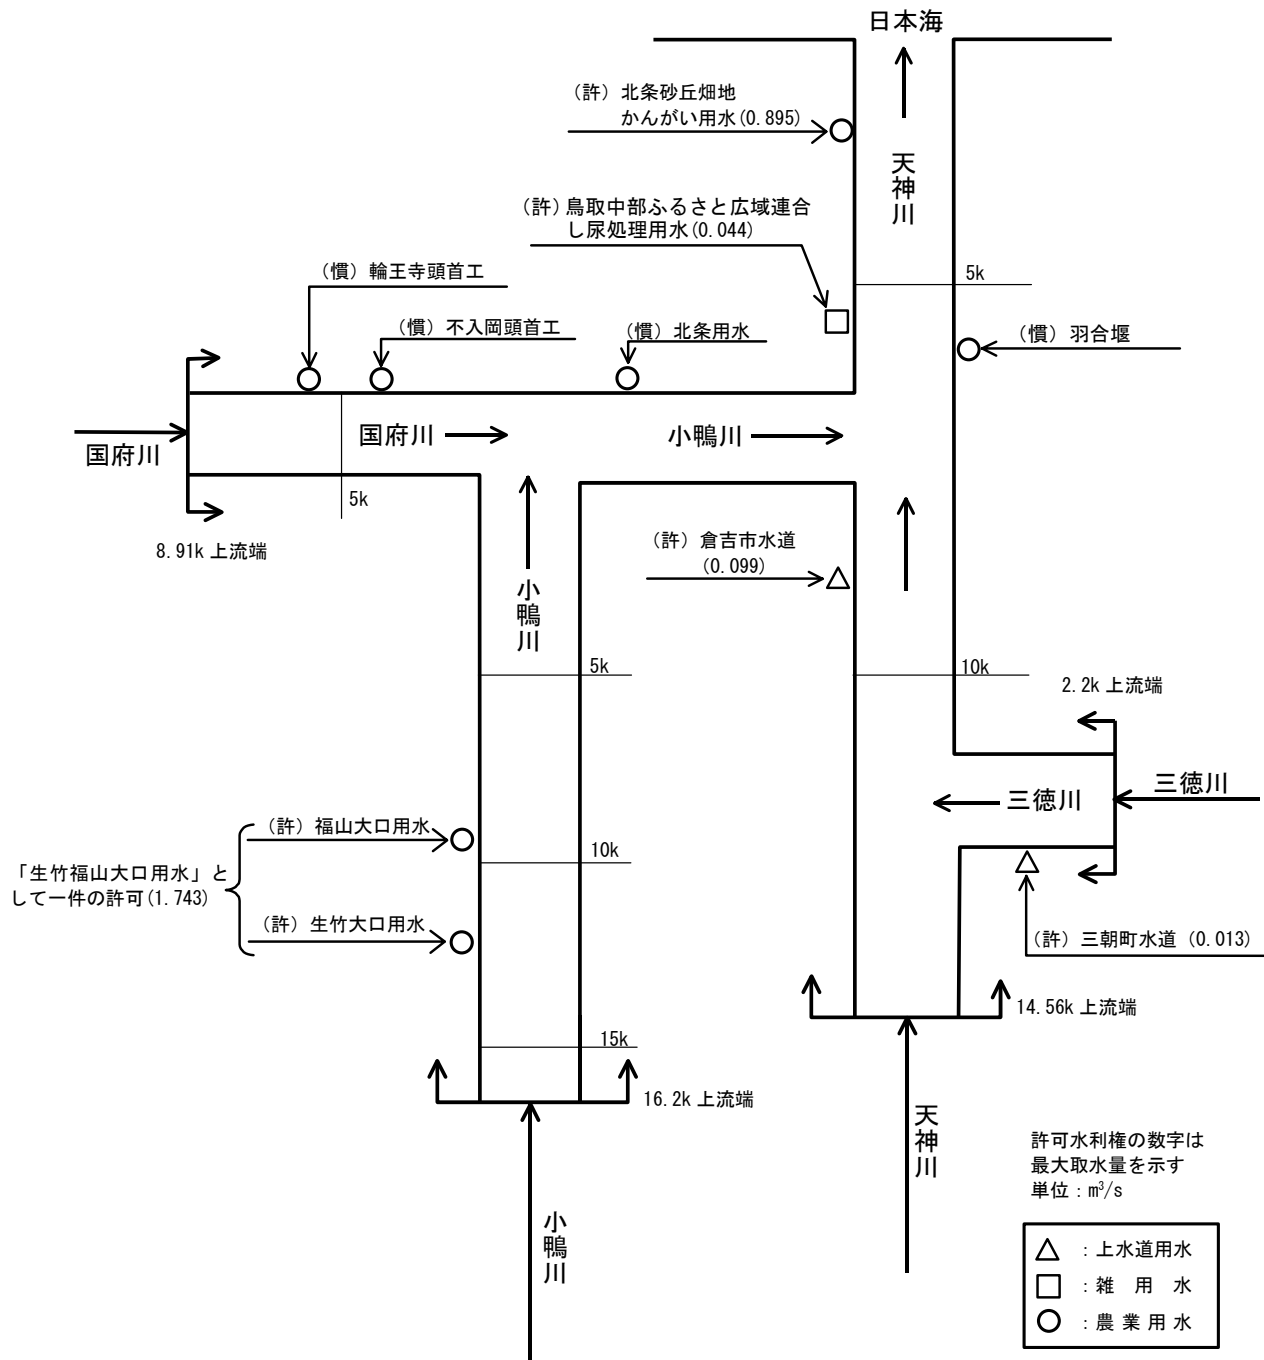 日本海
(許) 北条砂丘畑地
かんがい用水(0.895)
天神川
(許) 鳥取中部ふるさと広域連合
し尿処理用水(0.044)
(慣) 輪王寺頭首工
5k
(慣) 不入岡頭首工
(慣) 北条用水
(慣) 羽合堰
国府川
国府川
小鴨川
5k
8.91k 上流端
(許) 倉吉市水道
(0.099)
小鴨川
5k
10k
2.2k 上流端
三徳川
三徳川
(許) 福山大口用水
10k
「生竹福山大口用水」と
して一件の許可(1.743)
(許) 生竹大口用水
(許) 三朝町水道 (0.013)
14.56k 上流端
15k
16.2k 上流端
天神川
小鴨川
許可水利権の数字は
最大取水量を示す
単位:m³/s
:上水道用水
:雑用水
:農業用水